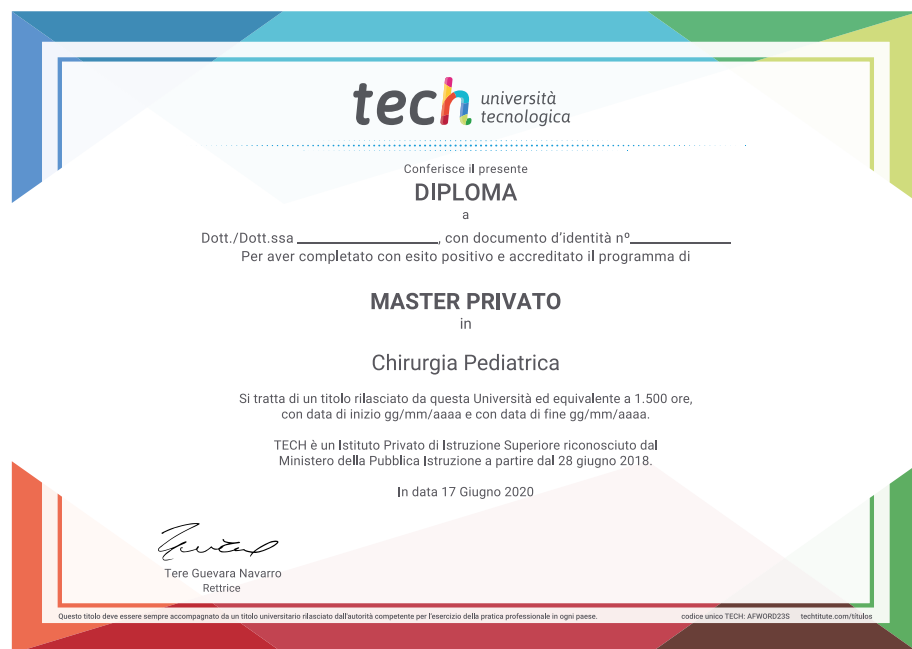 tech università
tecnologica
Conferisce il presente
DIPLOMA
a
Dott./Dott.ssa __________________, con documento d'identità nº_____________
Per aver completato con esito positivo e accreditato il programma di
MASTER PRIVATO
in
Chirurgia Pediatrica
Si tratta di un titolo rilasciato da questa Università ed equivalente a 1.500 ore,
con data di inizio gg/mm/aaaa e con data di fine gg/mm/aaaa.
TECH è un Istituto Privato di Istruzione Superiore riconosciuto dal
Ministero della Pubblica Istruzione a partire dal 28 giugno 2018.
In data 17 Giugno 2020
Tere Guevara Navarro
Rettrice
Questo titolo deve essere sempre accompagnato da un titolo universitario rilasciato dall'autorità competente per l'esercizio della pratica professionale in ogni paese. codice unico TECH: AFWORD23S techtitute.com/titulos